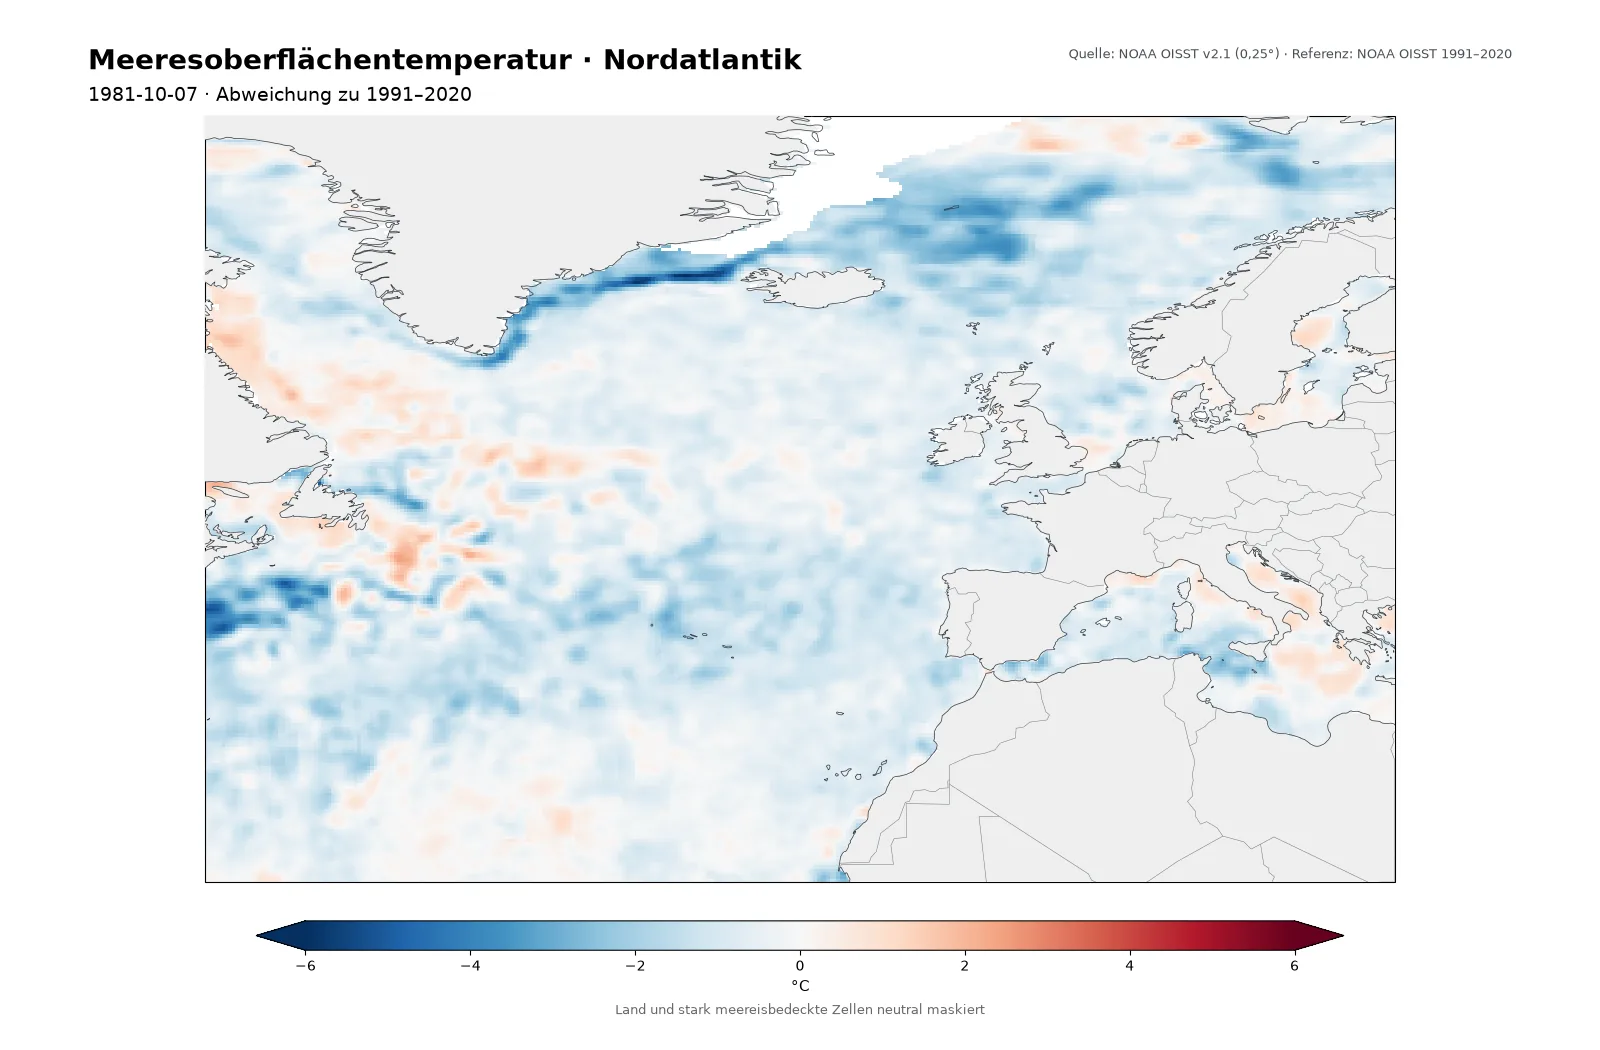 Meeresoberflächentemperatur · Nordatlantik
Quelle: NOAA OISST v2.1 (0,25°) · Referenz: NOAA OISST 1991–2020
1981-10-07 · Abweichung zu 1991–2020
−6 −4 −2 0 2 4 6
°C
Land und stark meereisbedeckte Zellen neutral maskiert